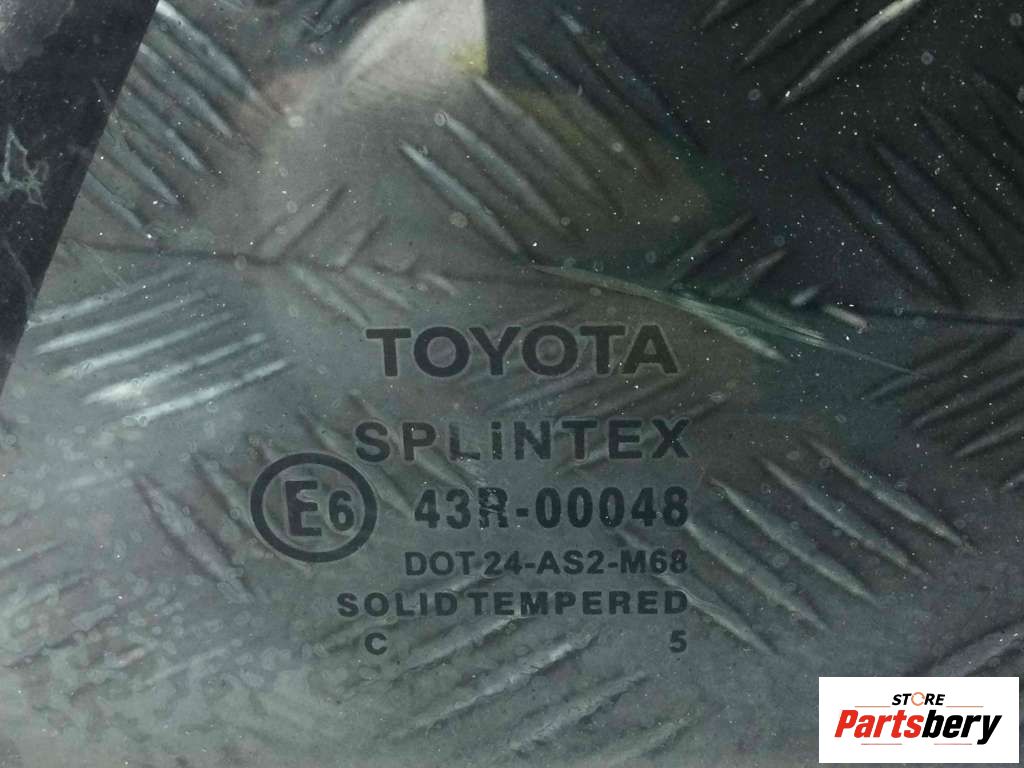 TOYOTA
SPLiNTEX
E6 43R-00048
DOT 24-AS2-M68
SOLID TEMPERED
C 5
STORE
Partsbery